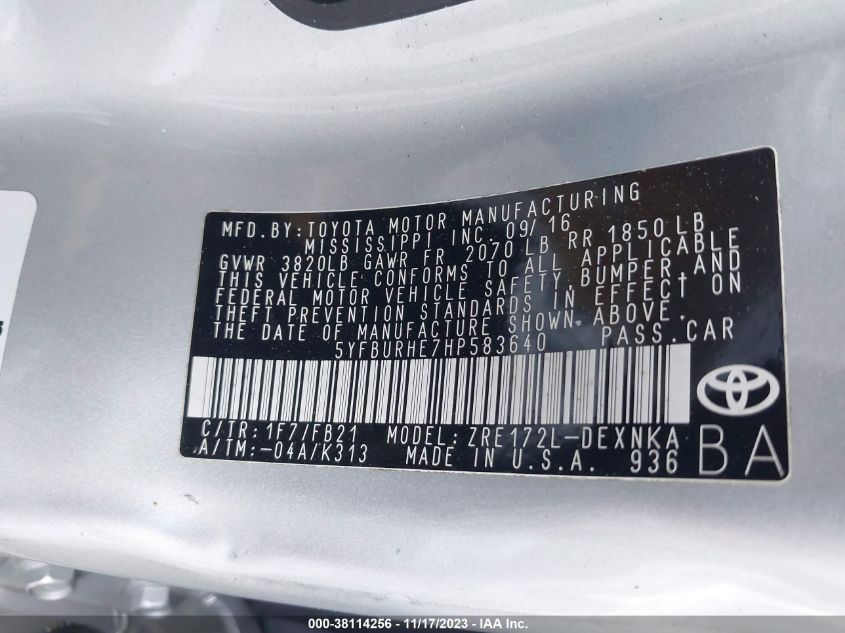 MFD. BY: TOYOTA MOTOR MANUFACTURING
MISSISSIPPI INC. 09/16
GVWR 3820LB GAWR FR 2070 LB RR 1850 LB
THIS VEHICLE CONFORMS TO ALL APPLICABLE
FEDERAL MOTOR VEHICLE SAFETY, BUMPER, AND
THEFT PREVENTION STANDARDS IN EFFECT ON
THE DATE OF MANUFACTURE SHOWN ABOVE.
5YFBURHE7HP583640 PASS. CAR
C/TR: 1F7/FB21 MODEL: ZRE172L-DEXNKA
A/TM: -04A/K313 MADE IN U.S.A. 936
BA
000-38114256 - 11/17/2023 - IAA Inc.